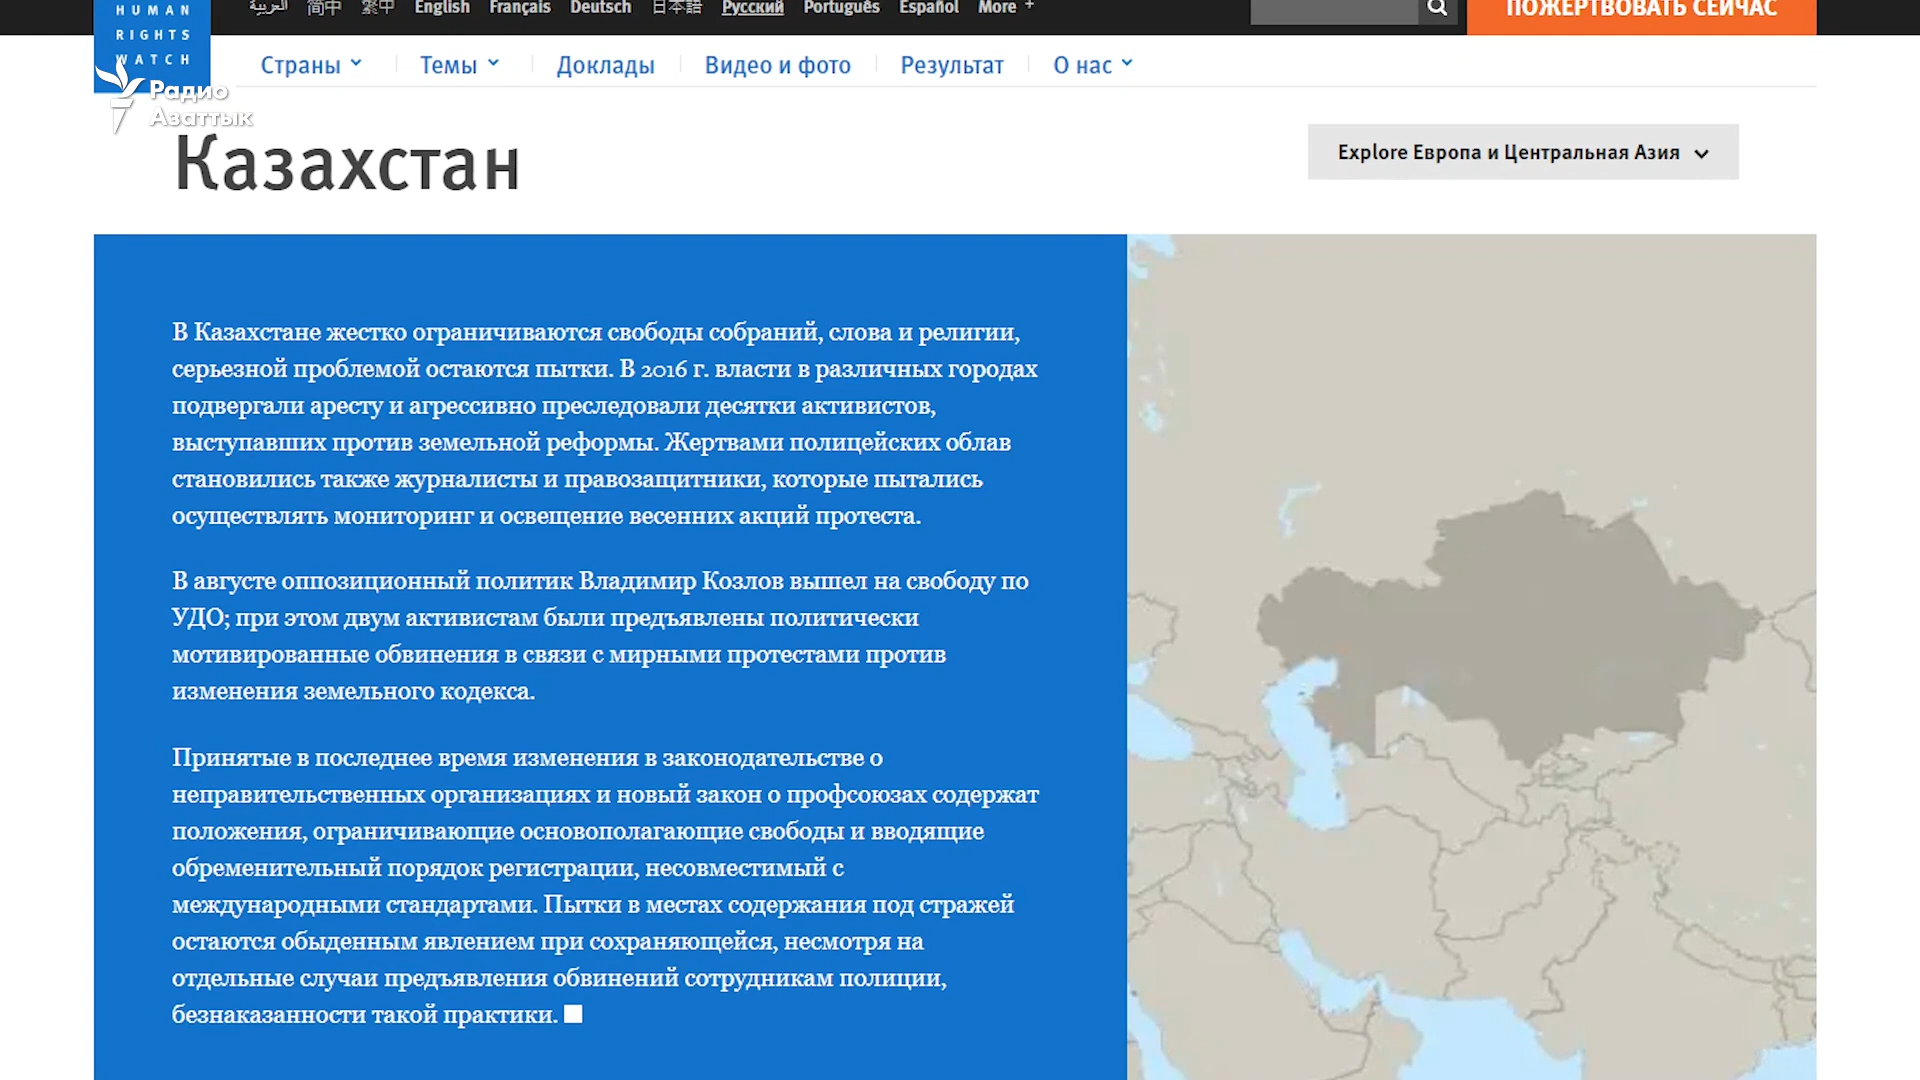 HUMAN
RIGHTS
WATCH
العربية 简中 繁中 English Français Deutsch 日本語 Русский Português Español More +
ПОЖЕРТВОВАТЬ СЕЙЧАС
Страны Темы Доклады Видео и фото Результат О нас
Радио
Азаттык
Казахстан
Explore Европа и Центральная Азия
В Казахстане жестко ограничиваются свободы собраний, слова и религии,
серьезной проблемой остаются пытки. В 2016 г. власти в различных городах
подвергали аресту и агрессивно преследовали десятки активистов,
выступавших против земельной реформы. Жертвами полицейских облав
становились также журналисты и правозащитники, которые пытались
осуществлять мониторинг и освещение весенних акций протеста.
В августе оппозиционный политик Владимир Козлов вышел на свободу по
УДО; при этом двум активистам были предъявлены политически
мотивированные обвинения в связи с мирными протестами против
изменения земельного кодекса.
Принятые в последнее время изменения в законодательстве о
неправительственных организациях и новый закон о профсоюзах содержат
положения, ограничивающие основополагающие свободы и вводящие
обременительный порядок регистрации, несовместимый с
международными стандартами. Пытки в местах содержания под стражей
остаются обыденным явлением при сохраняющейся, несмотря на
отдельные случаи предъявления обвинений сотрудникам полиции,
безнаказанности такой практики.